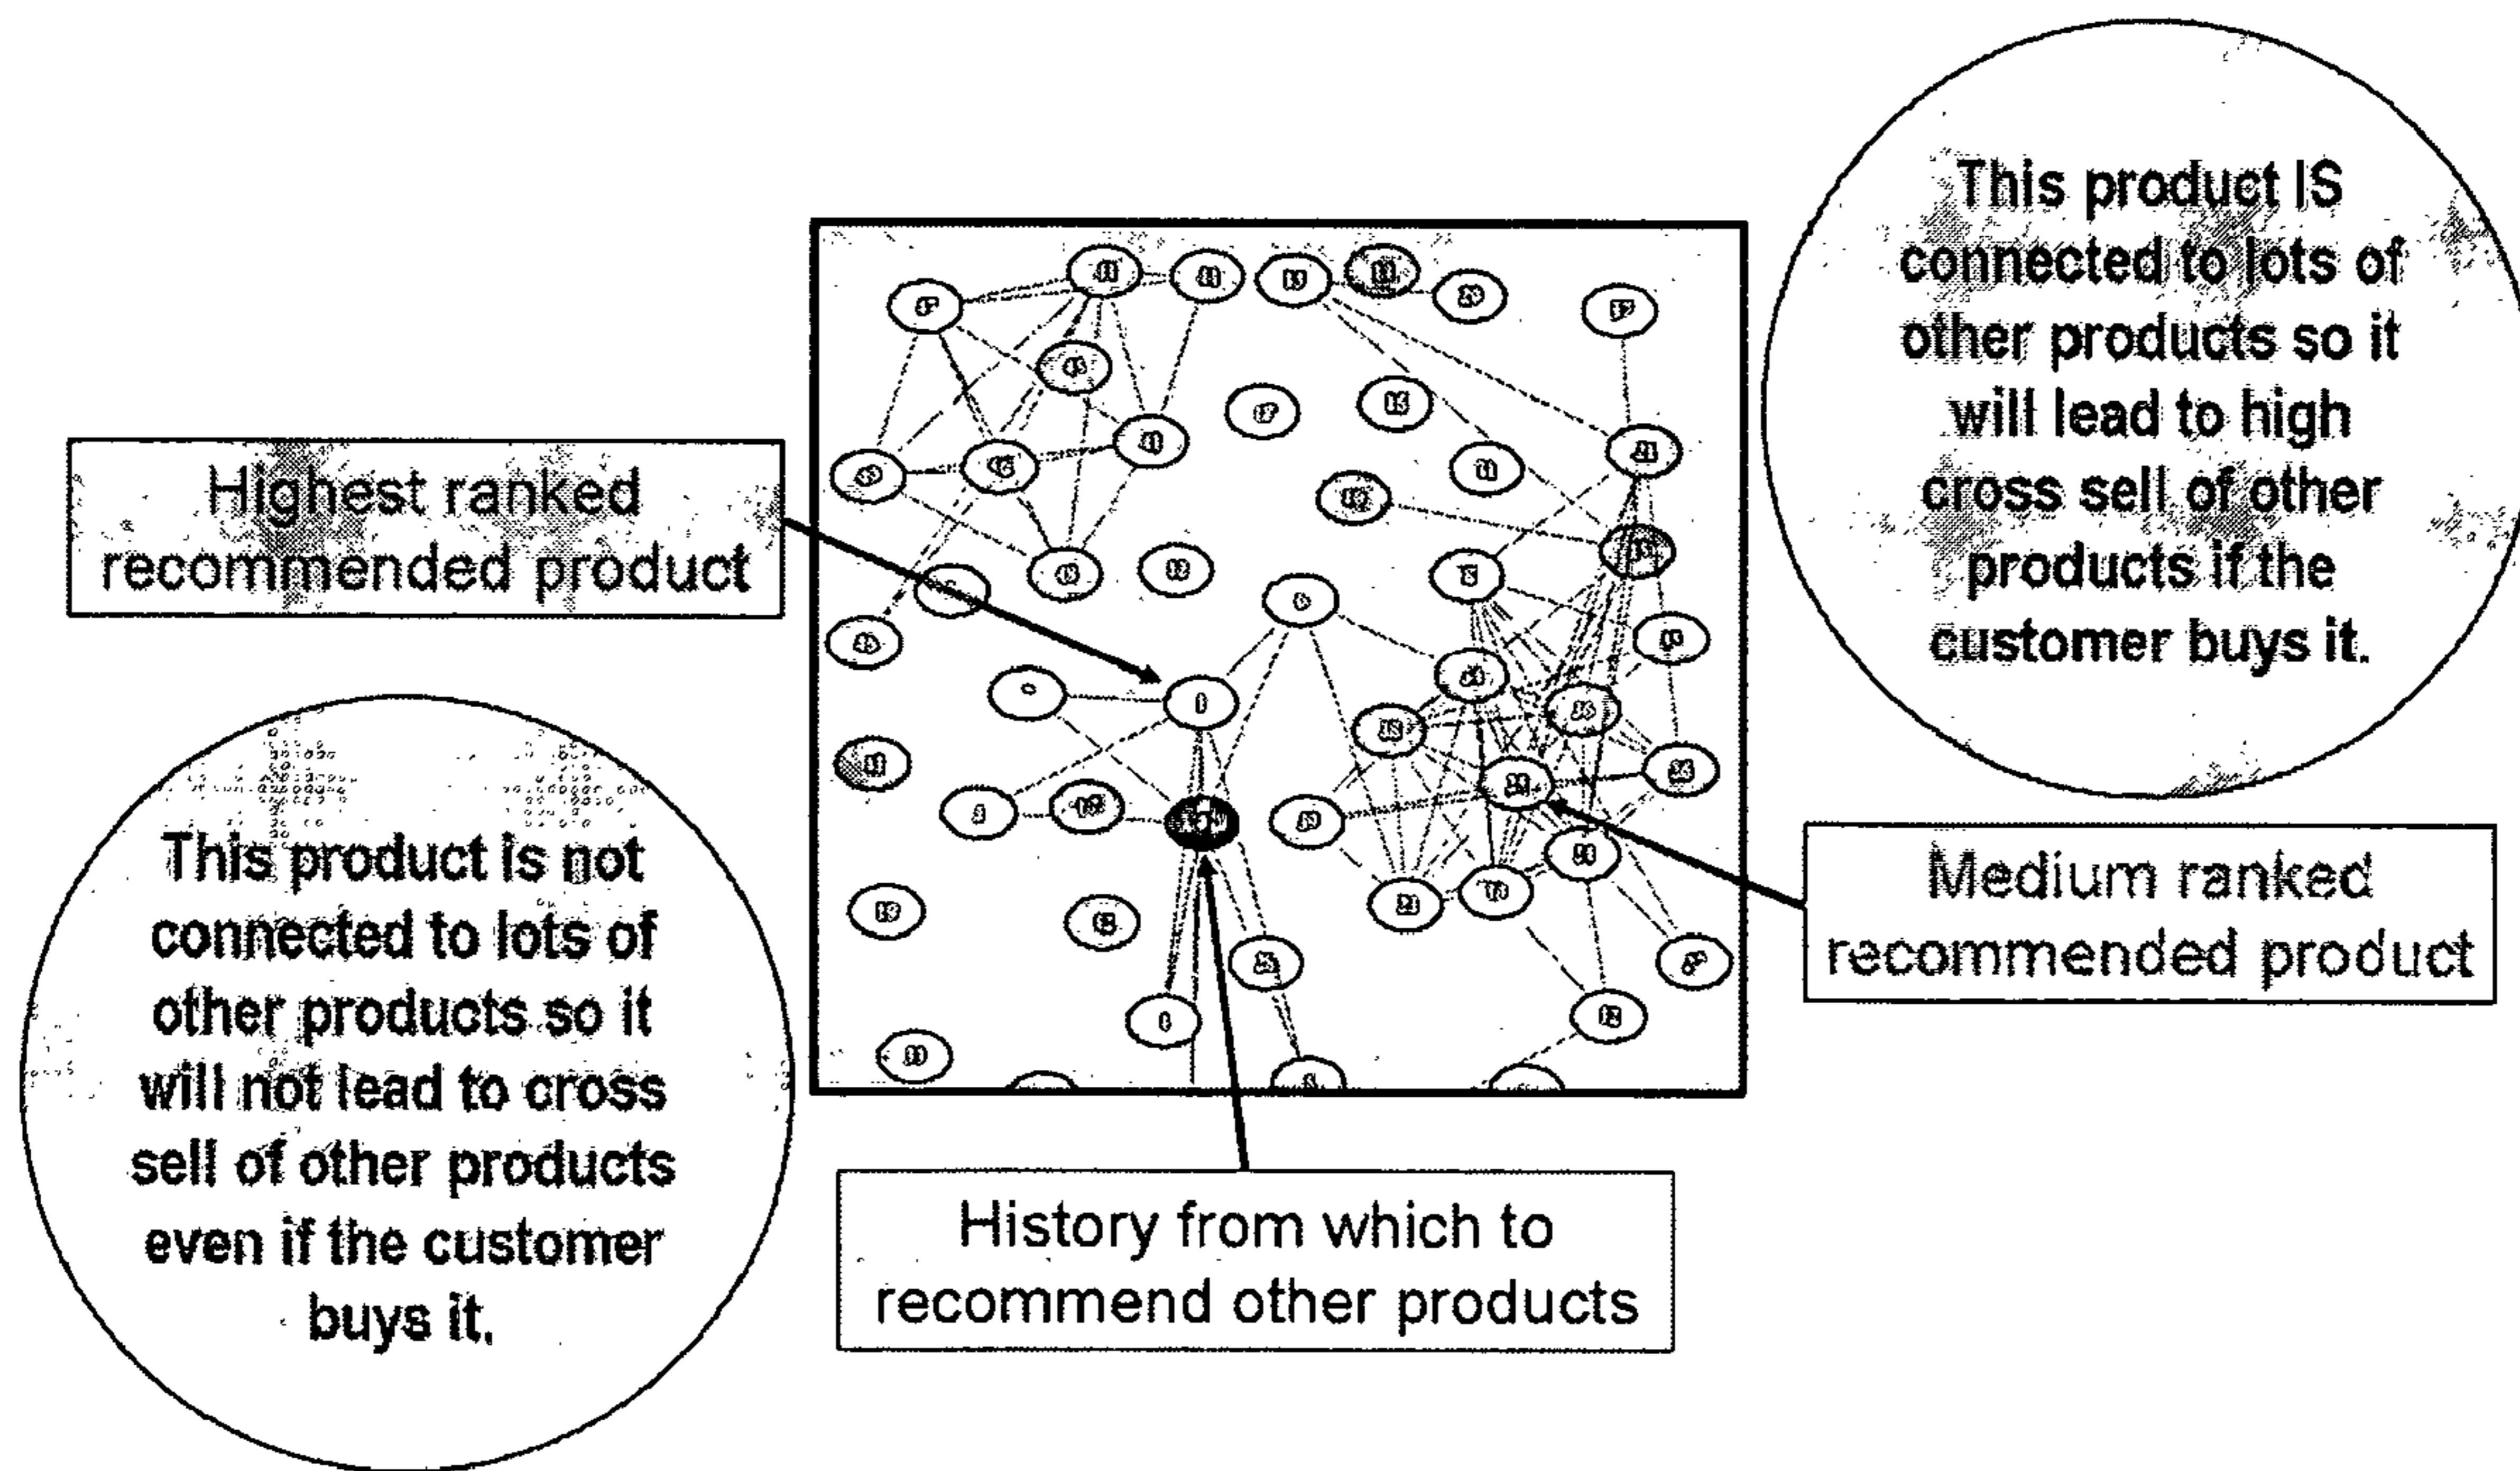 This product IS
connected to lots of
other products so it
will lead to high
cross sell of other
products if the
customer buys it.
Highest ranked
recommended product
This product is not
connected to lots of
other products so it
will not lead to cross
sell of other products
even if the customer
buys it.
Medium ranked
recommended product
History from which to
recommend other products